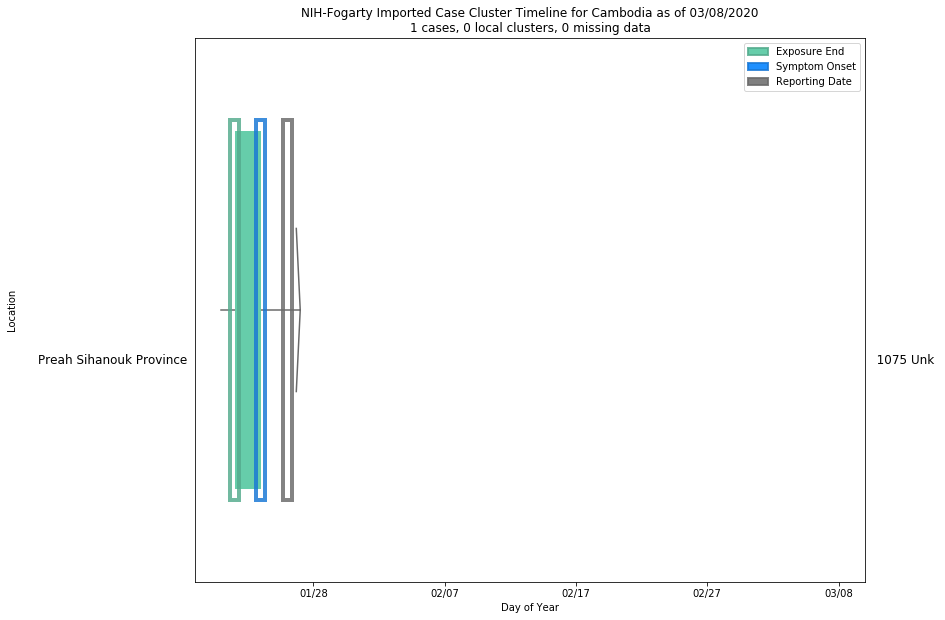 NIH-Fogarty Imported Case Cluster Timeline for Cambodia as of 03/08/2020
1 cases, 0 local clusters, 0 missing data
Exposure End
Symptom Onset
Reporting Date
Location
Preah Sihanouk Province
1075 Unk
01/28 02/07 02/17 02/27 03/08
Day of Year